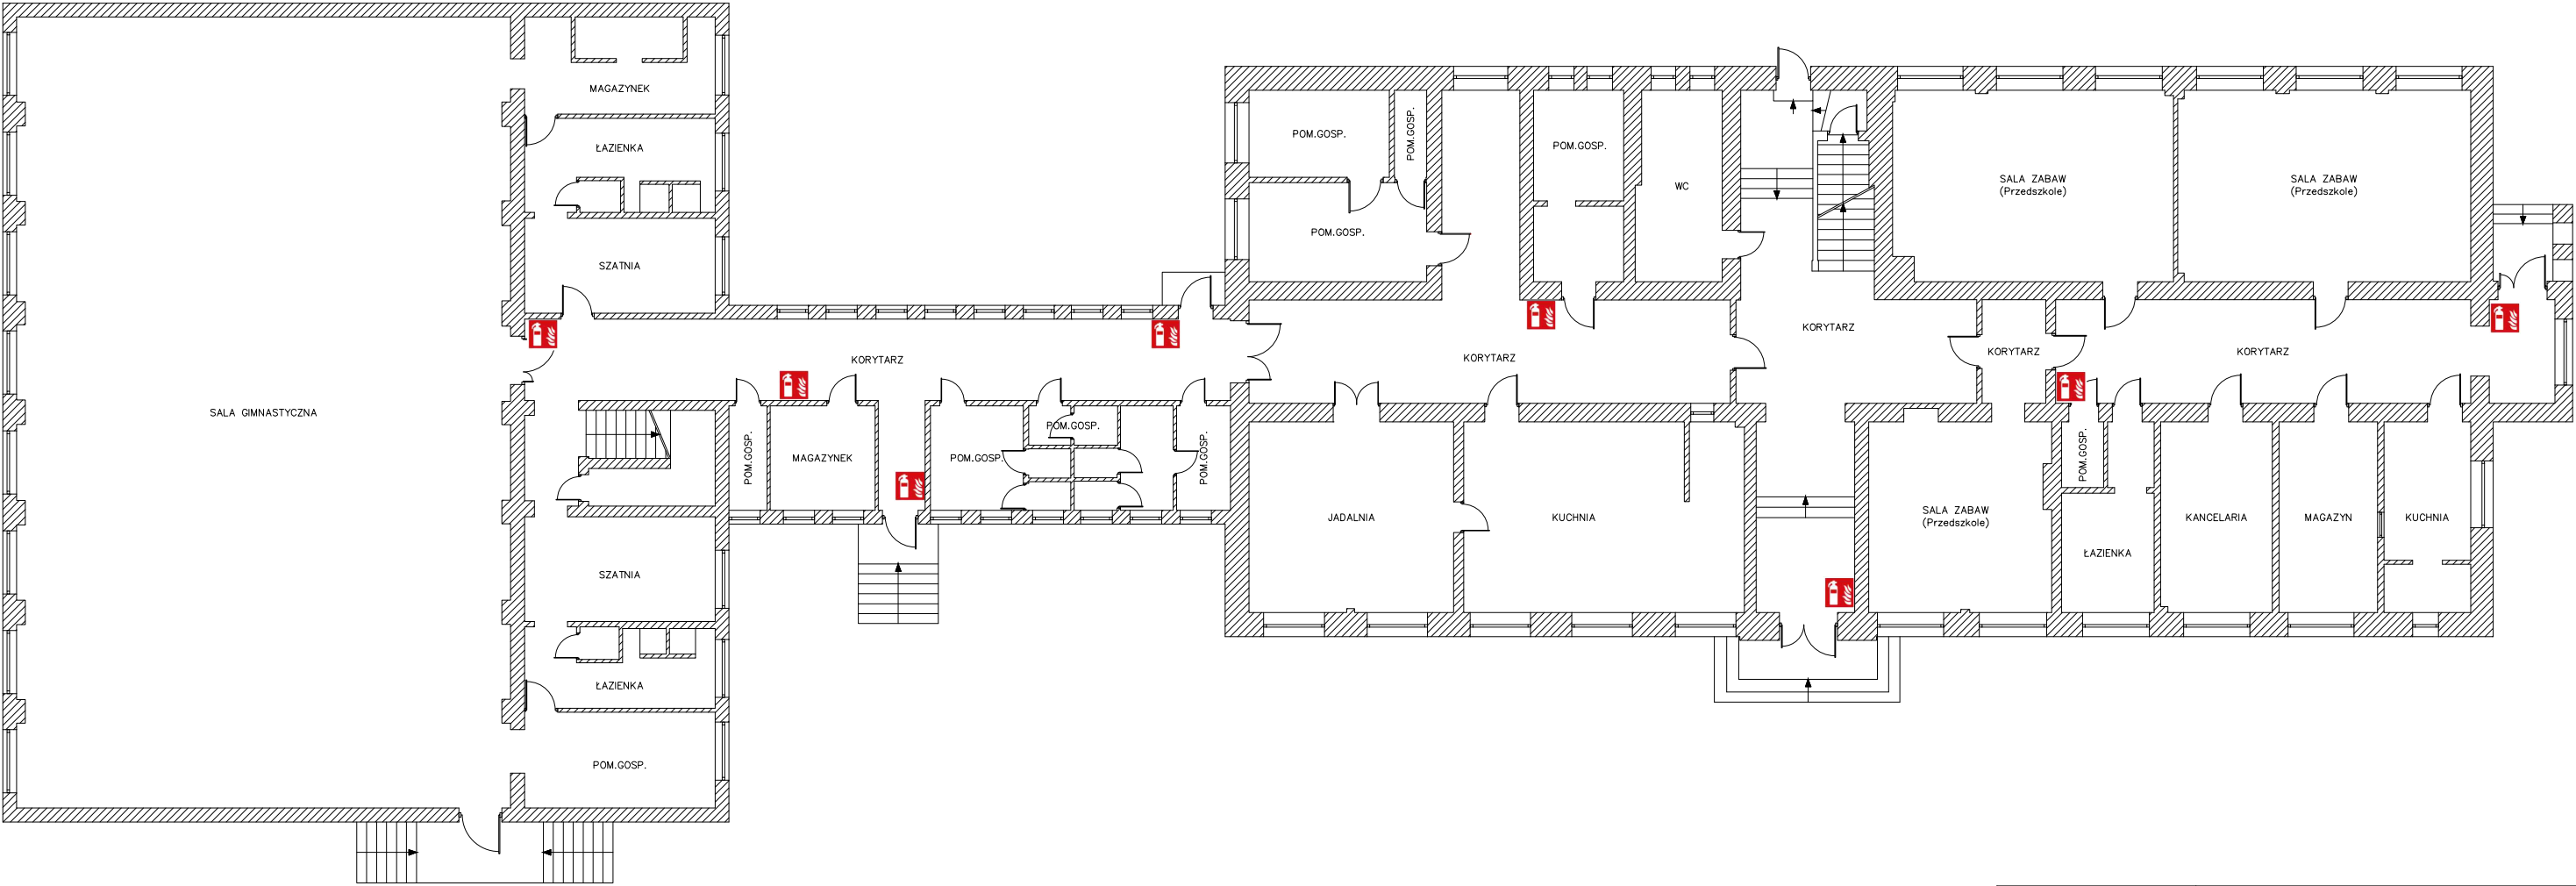 MAGAZYNEK
ŁAZIENKA
SZATNIA
SALA GIMNASTYCZNA
SZATNIA
ŁAZIENKA
POM.GOSP.
KORYTARZ
POM.GOSP.
MAGAZYNEK
POM.GOSP.
POM.GOSP.
POM.GOSP.
POM.GOSP.
POM.GOSP.
POM.GOSP.
POM.GOSP.
WC
KORYTARZ
JADALNIA
KUCHNIA
KORYTARZ
KORYTARZ
SALA ZABAW
(Przedszkole)
SALA ZABAW
(Przedszkole)
KORYTARZ
SALA ZABAW
(Przedszkole)
POM.GOSP.
ŁAZIENKA
KANCELARIA
MAGAZYN
KUCHNIA